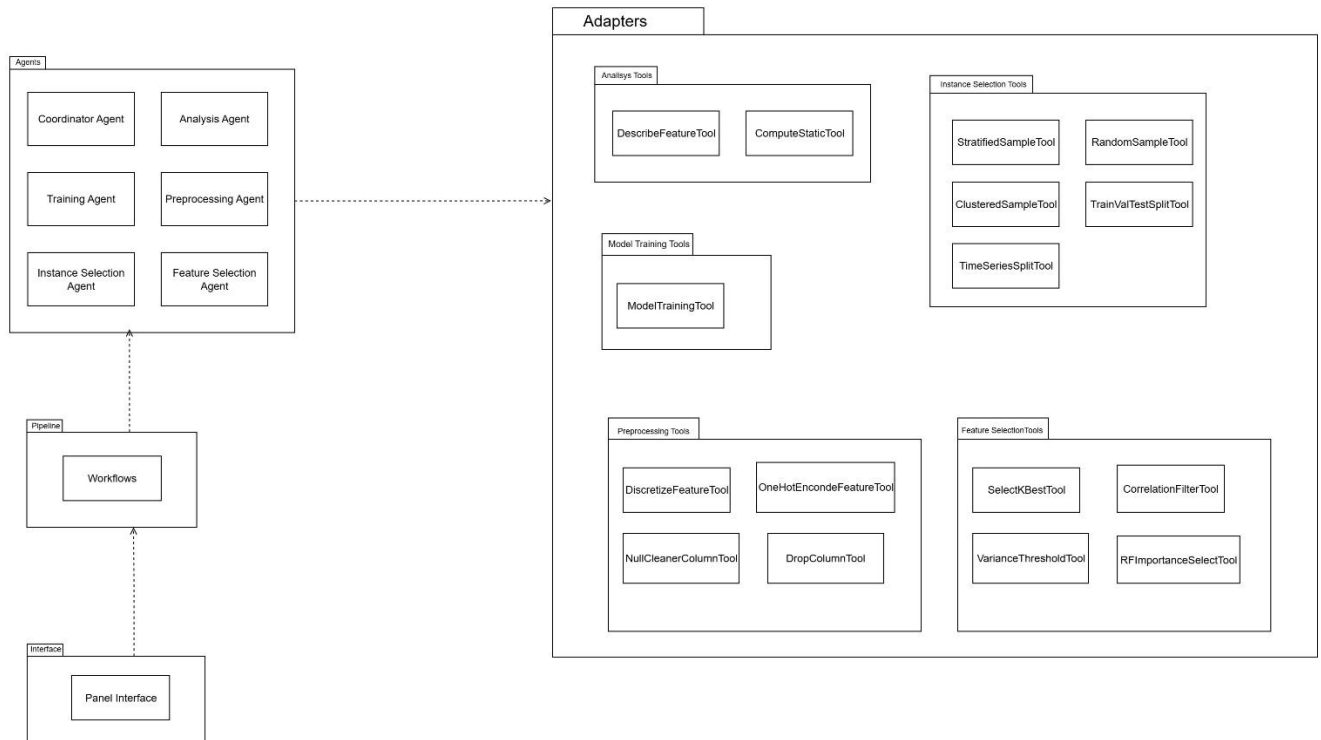 Adapters
Agents
Coordinator Agent
Analysis Agent
Training Agent
Preprocessing Agent
Instance Selection
Agent
Feature Selection
Agent
Pipeline
Workflows
Interface
Panel Interface
Analisys Tools
DescribeFeatureTool
ComputeStaticTool
Instance Selection Tools
StratifiedSampleTool
RandomSampleTool
ClusteredSampleTool
TrainValTestSplitTool
TimeSeriesSplitTool
Model Training Tools
ModelTrainingTool
Preprocessing Tools
DiscretizeFeatureTool
OneHotEncondeFeatureTool
NullCleanerColumnTool
DropColumnTool
Feature SelectionTools
SelectKBestTool
CorrelationFilterTool
VarianceThresholdTool
RFImportanceSelectTool